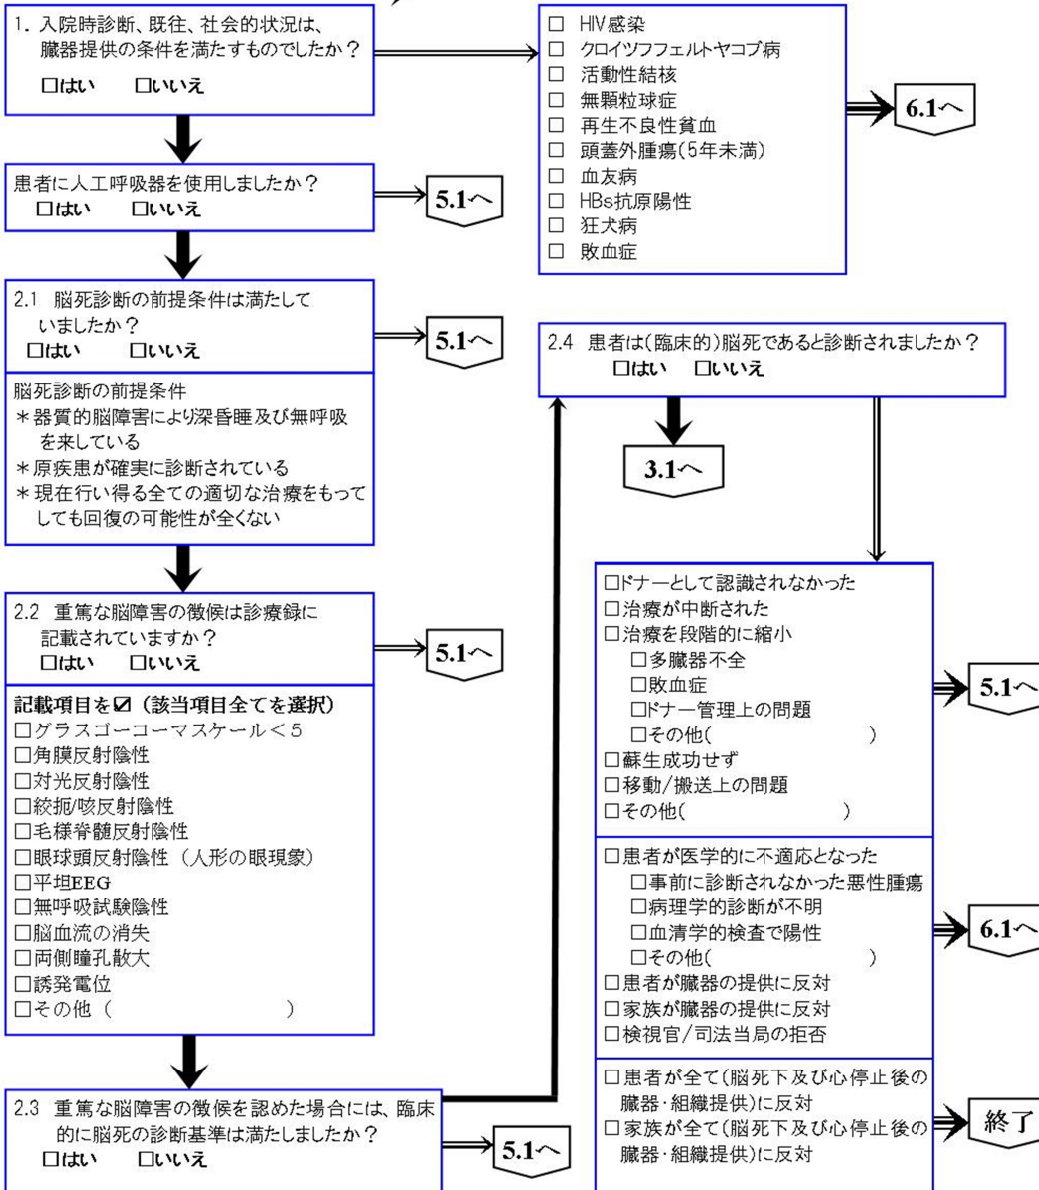 1. 入院時診断、既往、社会的状況は、
臓器提供の条件を満たすものでしたか？
□はい　□いいえ
□ HIV感染
□ クロイツフフェルトヤコブ病
□ 活動性結核
□ 無顆粒球症
□ 再生不良性貧血
□ 頭蓋外腫瘍(5年未満)
□ 血友病
□ HBs抗原陽性
□ 狂犬病
□ 敗血症
6.1へ
患者に人工呼吸器を使用しましたか？
□はい　□いいえ
5.1へ
2.1 脳死診断の前提条件は満たして
いましたか？
□はい　□いいえ
5.1へ
脳死診断の前提条件
＊器質的脳障害により深昏睡及び無呼吸
を来している
＊原疾患が確実に診断されている
＊現在行い得る全ての適切な治療をもって
しても回復の可能性が全くない
2.2 重篤な脳障害の徴候は診療録に
記載されていますか？
□はい　□いいえ
5.1へ
記載項目を☑（該当項目全てを選択）
□グラスゴーコーマスケール＜５
□角膜反射陰性
□対光反射陰性
□絞扼/咳反射陰性
□毛様脊髄反射陰性
□眼球頭反射陰性（人形の眼現象）
□平坦EEG
□無呼吸試験陰性
□脳血流の消失
□両側瞳孔散大
□誘発電位
□その他（　　　　　　　）
2.3 重篤な脳障害の徴候を認めた場合には、臨床
的に脳死の診断基準は満たしましたか？
□はい　□いいえ
5.1へ
2.4 患者は(臨床的)脳死であると診断されましたか？
□はい　□いいえ
3.1へ
□ドナーとして認識されなかった
□治療が中断された
□治療を段階的に縮小
□多臓器不全
□敗血症
□ドナー管理上の問題
□その他(　　　　　　　)
□蘇生成功せず
□移動/搬送上の問題
□その他(　　　　　　　)
5.1へ
□患者が医学的に不適応となった
□事前に診断されなかった悪性腫瘍
□病理学的診断が不明
□血清学的検査で陽性
□その他(　　　　　　　)
□患者が臓器の提供に反対
□家族が臓器の提供に反対
□検視官/司法当局の拒否
6.1へ
□患者が全て(脳死下及び心停止後の
臓器・組織提供)に反対
□家族が全て(脳死下及び心停止後の
臓器・組織提供)に反対
終了